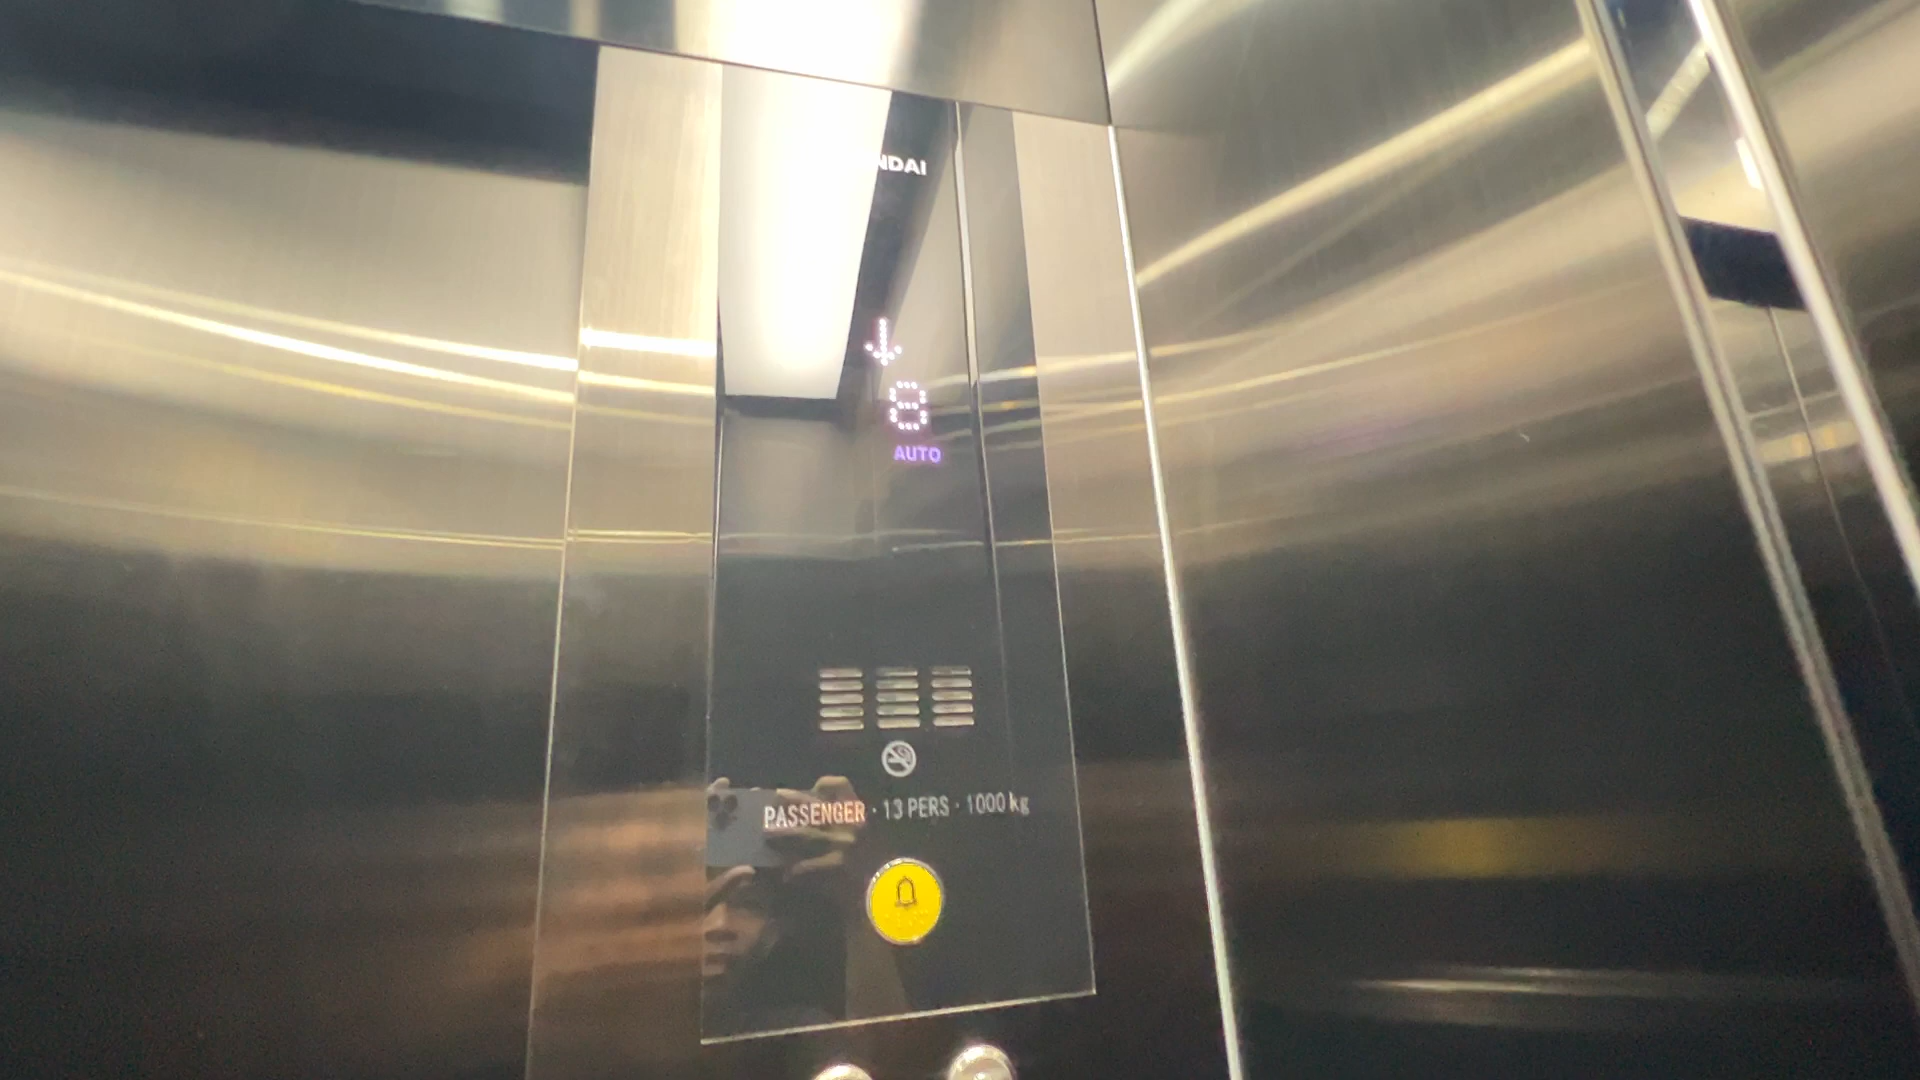 NDAI
8
AUTO
PASSENGER · 13 PERS · 1000 kg